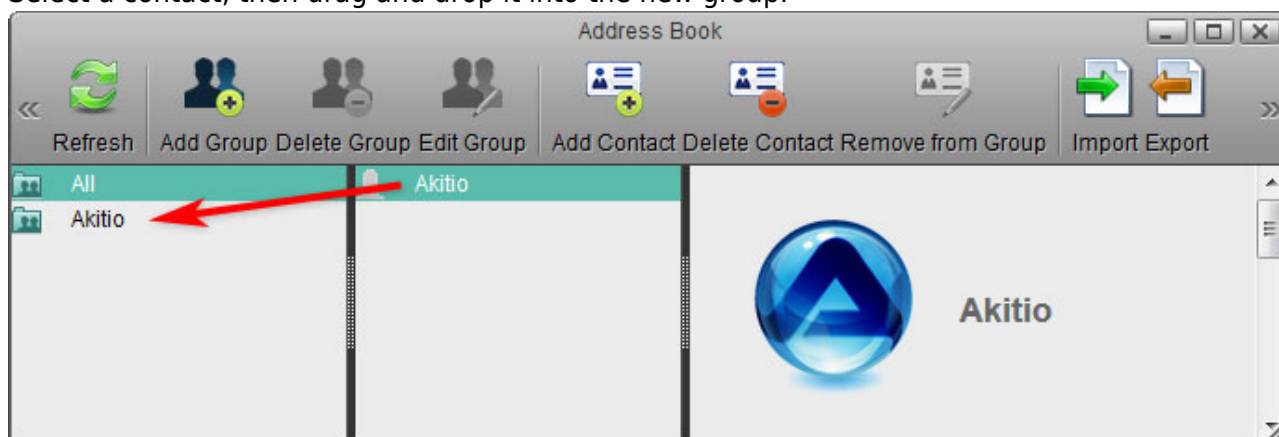 Select a contact, then drag and drop it into the new group.
Address Book
Refresh Add Group Delete Group Edit Group Add Contact Delete Contact Remove from Group Import Export
All Akitio
Akitio
Akitio